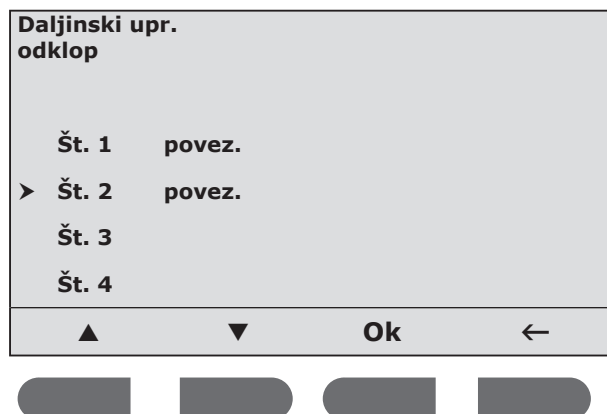 Daljinski upr.
odklop
Št. 1 povez.
➤ Št. 2 povez.
Št. 3
Št. 4
▲ ▼ Ok ←